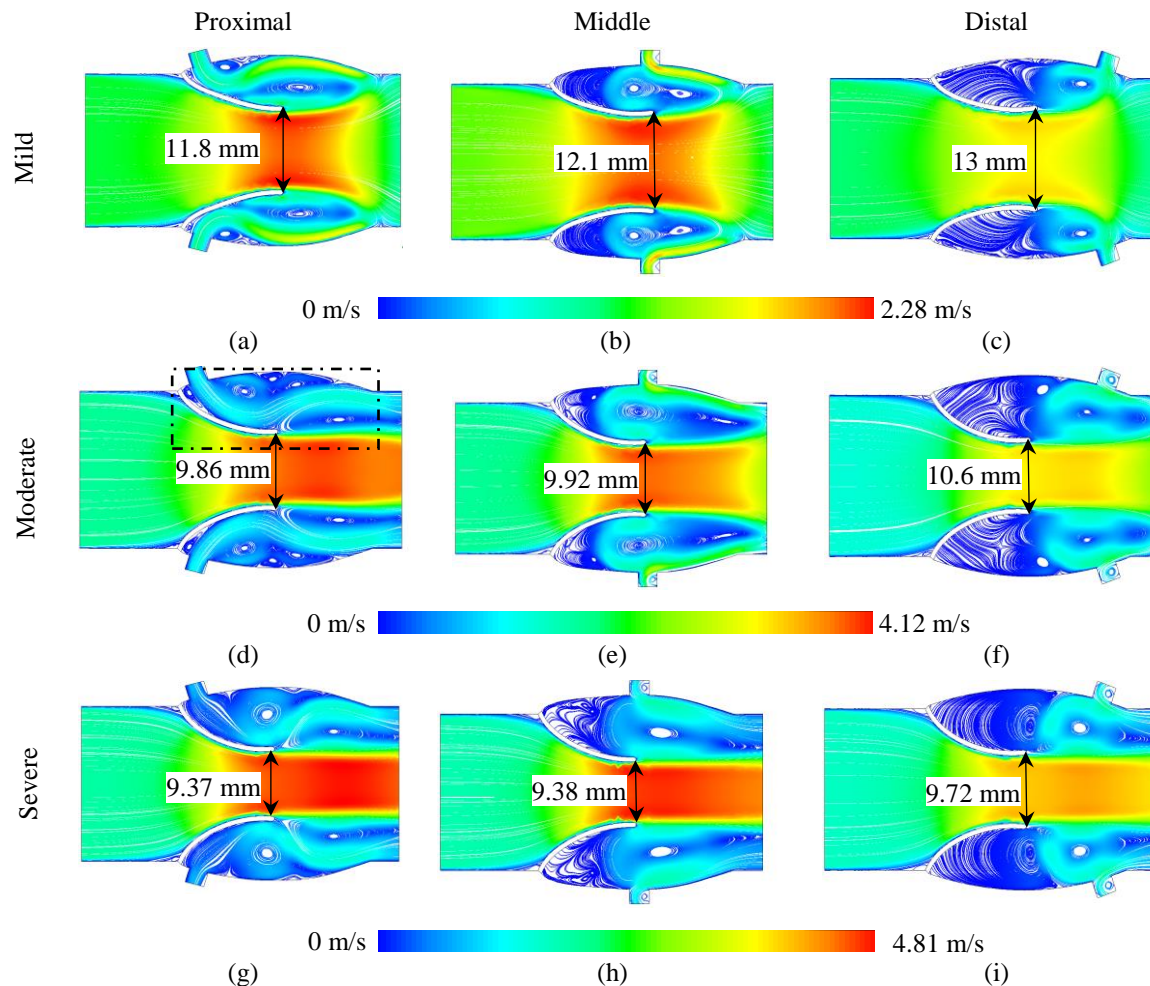 Proximal Middle Distal
Mild
11.8 mm 12.1 mm 13 mm
0 m/s 2.28 m/s
(a) (b) (c)
Moderate
9.86 mm 9.92 mm 10.6 mm
0 m/s 4.12 m/s
(d) (e) (f)
Severe
9.37 mm 9.38 mm 9.72 mm
0 m/s 4.81 m/s
(g) (h) (i)